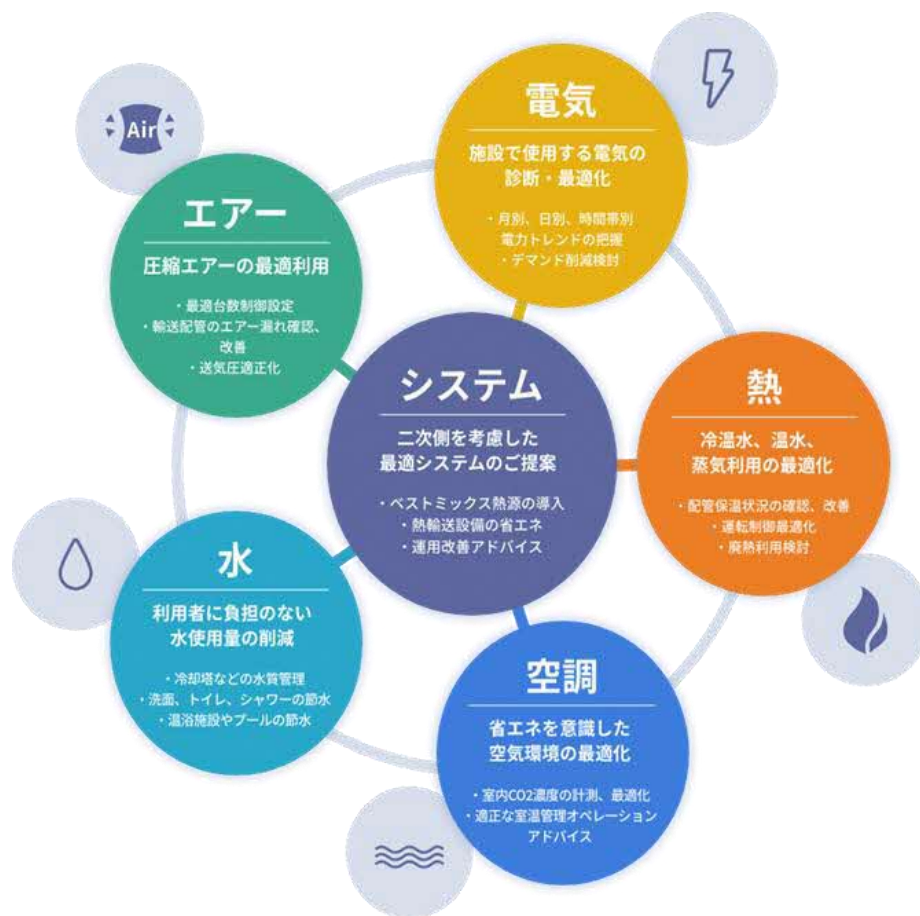 電気
施設で使用する電気の
診断・最適化
・月別、日別、時間帯別
電力トレンドの把握
・デマンド削減検討
Air
エアー
圧縮エアーの最適利用
・最適台数制御設定
・輸送配管のエアー漏れ確認、
改善
・送気圧適正化
システム
二次側を考慮した
最適システムのご提案
・ベストミックス熱源の導入
・熱輸送設備の省エネ
・運用改善アドバイス
熱
冷温水、温水、
蒸気利用の最適化
・配管保温状況の確認、改善
・運転制御最適化
・廃熱利用検討
水
利用者に負担のない
水使用量の削減
・冷却塔などの水質管理
・洗面、トイレ、シャワーの節水
・温浴施設やプールの節水
空調
省エネを意識した
空気環境の最適化
・室内CO2濃度の計測、最適化
・適正な室温管理オペレーション
アドバイス